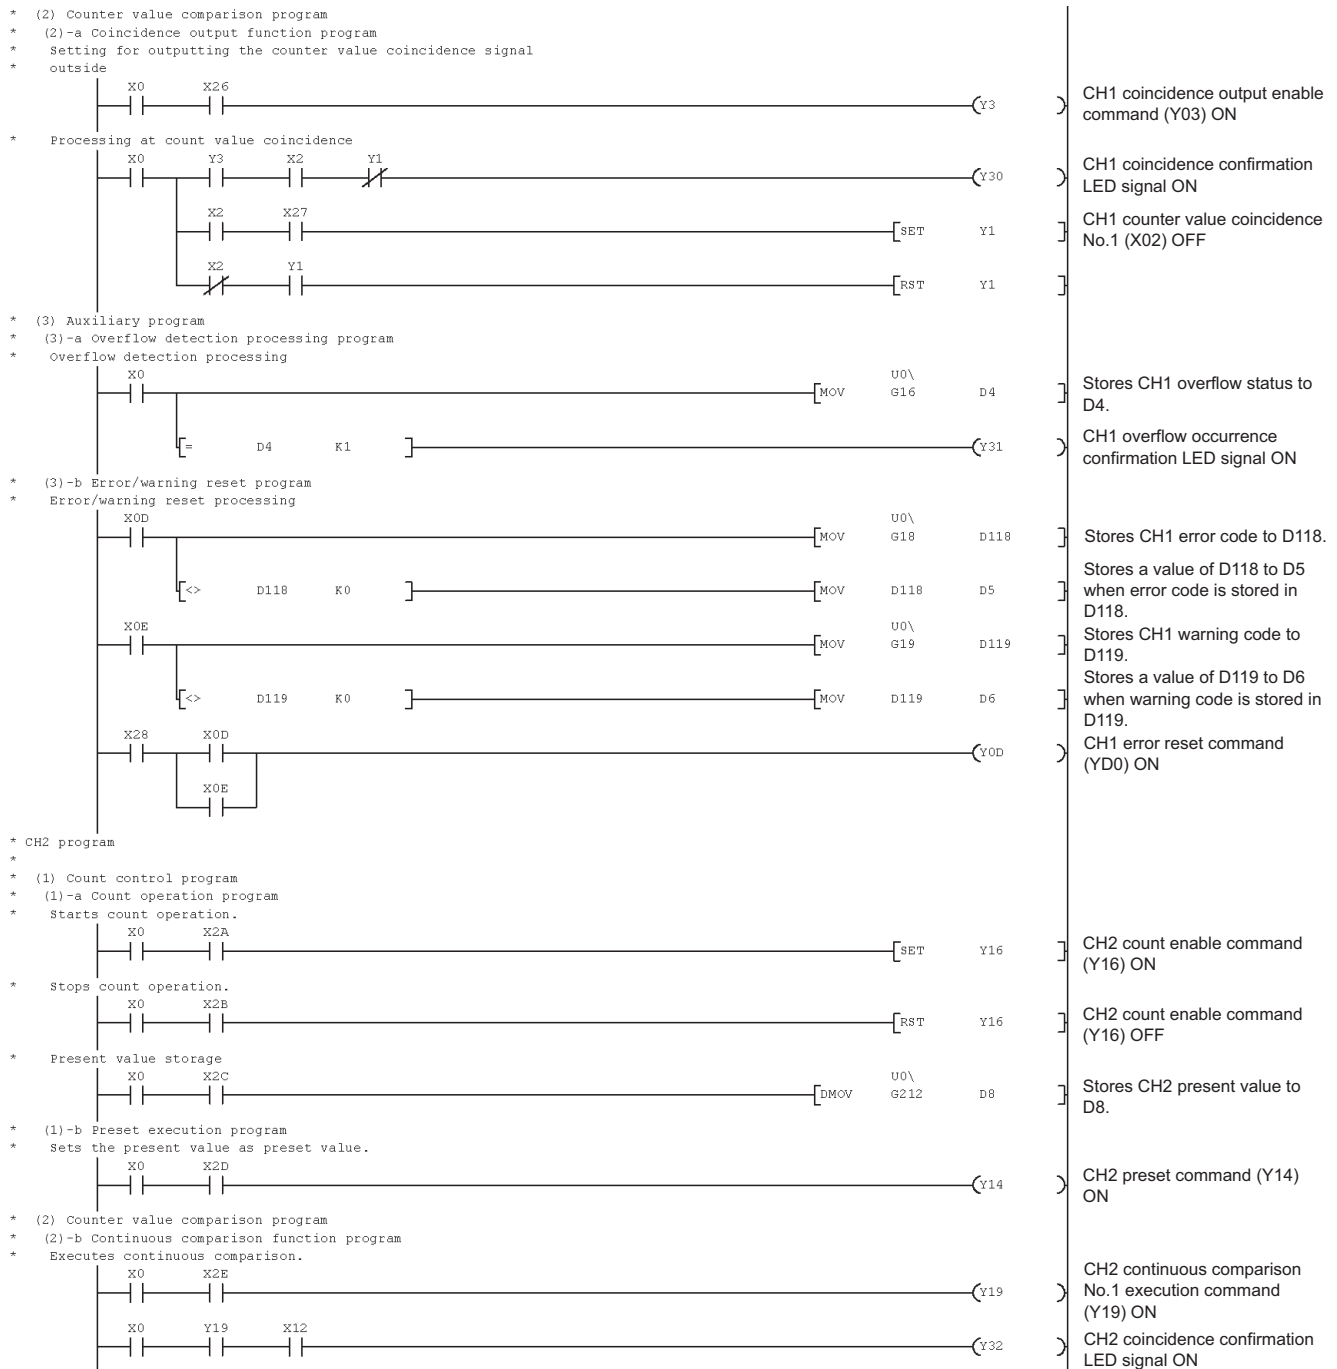 * (2) Counter value comparison program
* (2)-a Coincidence output function program
* Setting for outputting the counter value coincidence signal
* outside
X0 X26
Y3
CH1 coincidence output enable
command (Y03) ON
* Processing at count value coincidence
X0 Y3 X2 Y1
Y30
CH1 coincidence confirmation
LED signal ON
X2 X27
SET Y1
CH1 counter value coincidence
No.1 (X02) OFF
X2 Y1
RST Y1
* (3) Auxiliary program
* (3)-a Overflow detection processing program
* Overflow detection processing
X0
U0\
MOV G16 D4
Stores CH1 overflow status to
D4.
= D4 K1
Y31
CH1 overflow occurrence
confirmation LED signal ON
* (3)-b Error/warning reset program
* Error/warning reset processing
X0D
U0\
MOV G18 D118
Stores CH1 error code to D118.
<> D118 K0
MOV D118 D5
Stores a value of D118 to D5
when error code is stored in
D118.
X0E
U0\
MOV G19 D119
Stores CH1 warning code to
D119.
<> D119 K0
MOV D119 D6
Stores a value of D119 to D6
when warning code is stored in
D119.
X28 X0D
Y0D
CH1 error reset command
(YD0) ON
X0E
* CH2 program
*
* (1) Count control program
* (1)-a Count operation program
* Starts count operation.
X0 X2A
SET Y16
CH2 count enable command
(Y16) ON
* Stops count operation.
X0 X2B
RST Y16
CH2 count enable command
(Y16) OFF
* Present value storage
X0 X2C
U0\
DMOV G212 D8
Stores CH2 present value to
D8.
* (1)-b Preset execution program
* Sets the present value as preset value.
X0 X2D
Y14
CH2 preset command (Y14)
ON
* (2) Counter value comparison program
* (2)-b Continuous comparison function program
* Executes continuous comparison.
X0 X2E
Y19
CH2 continuous comparison
No.1 execution command
(Y19) ON
X0 Y19 X12
Y32
CH2 coincidence confirmation
LED signal ON